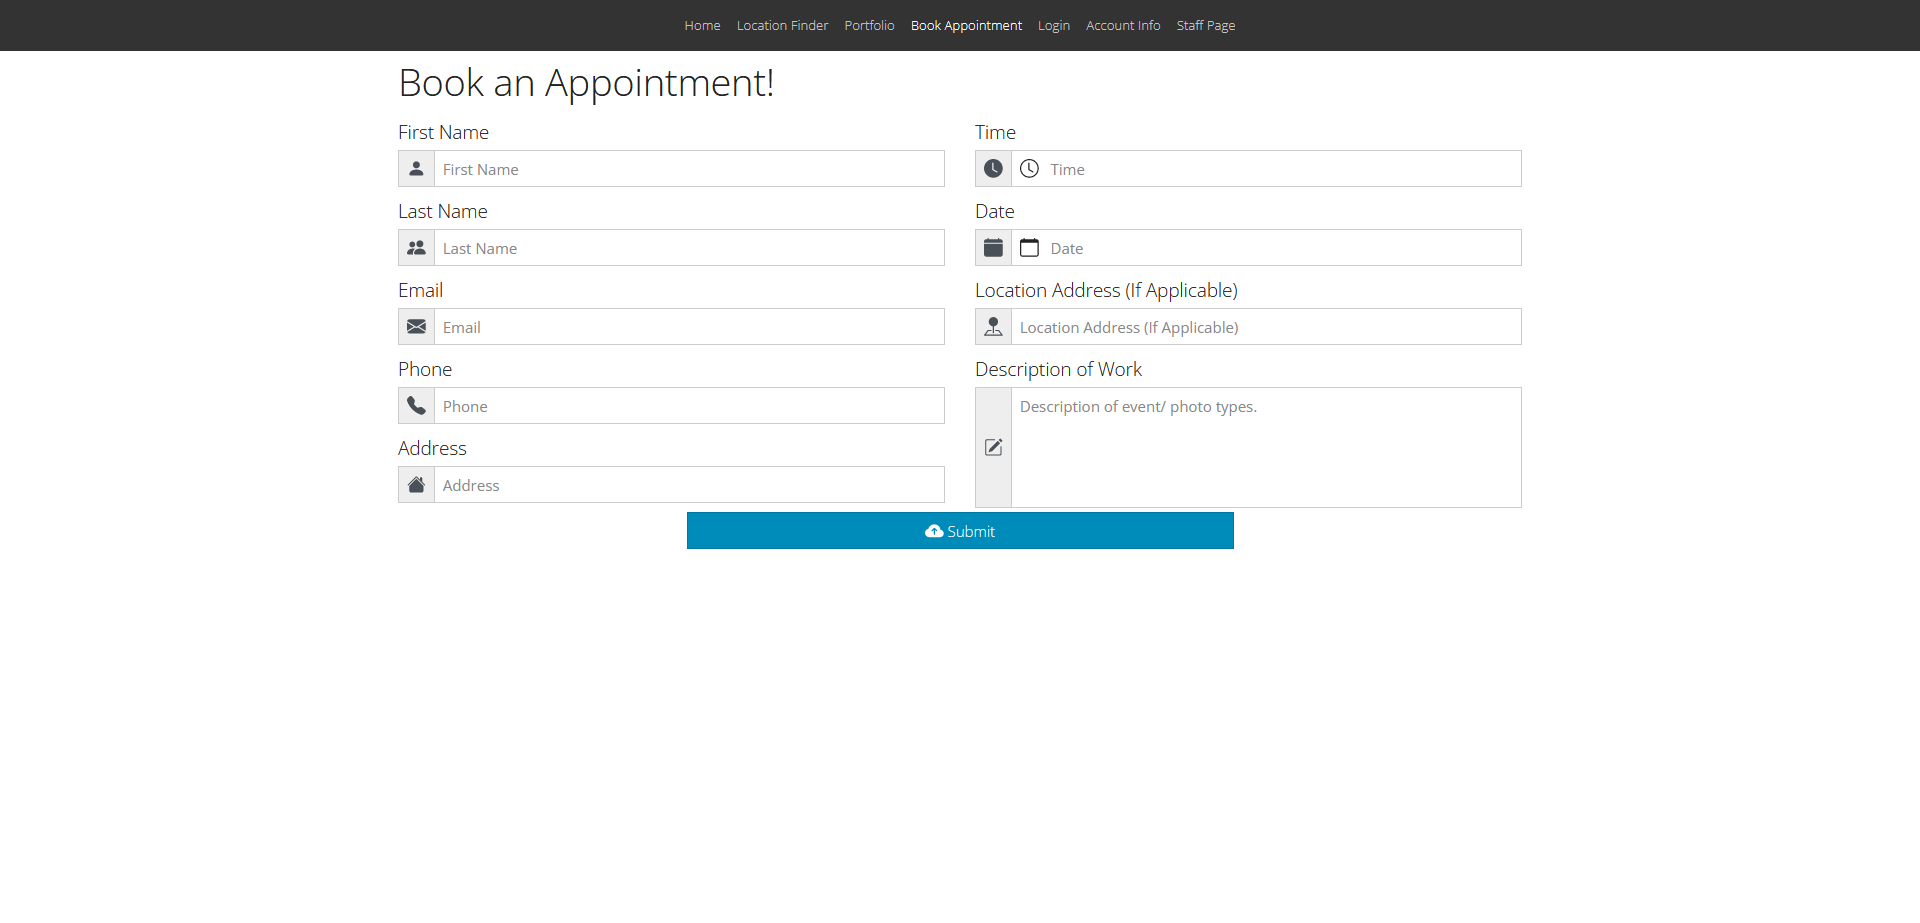 Home Location Finder Portfolio Book Appointment Login Account Info Staff Page
Book an Appointment!
First Name
First Name
Last Name
Last Name
Email
Email
Phone
Phone
Address
Address
Time
Time
Date
Date
Location Address (If Applicable)
Location Address (If Applicable)
Description of Work
Description of event/ photo types.
Submit